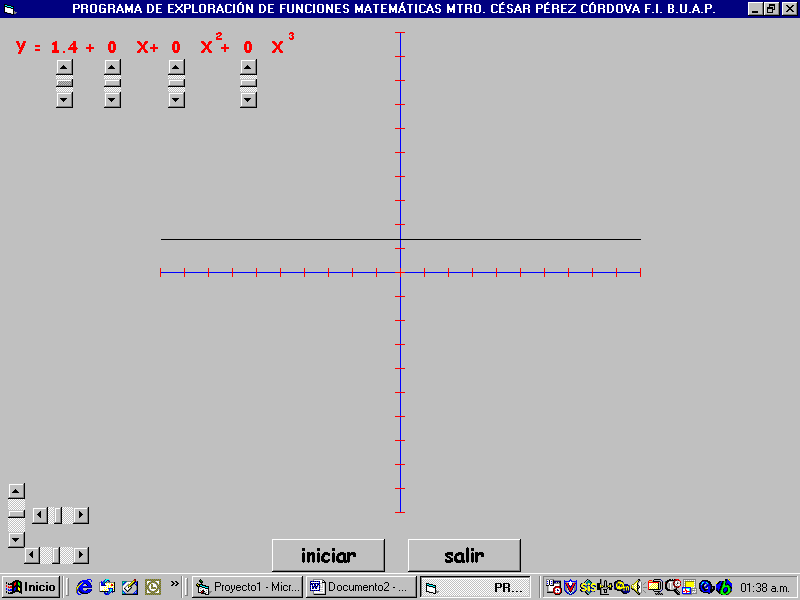 PROGRAMA DE EXPLORACIÓN DE FUNCIONES MATEMÁTICAS MTRO. CÉSAR PÉREZ CÓRDOVA F.I. B.U.A.P.
y = 1.4 + 0 X+ 0 X²+ 0 X³
iniciar salir
Inicio » Proyecto1 - Micr... Documento2 - ... PR... 01:38 a.m.